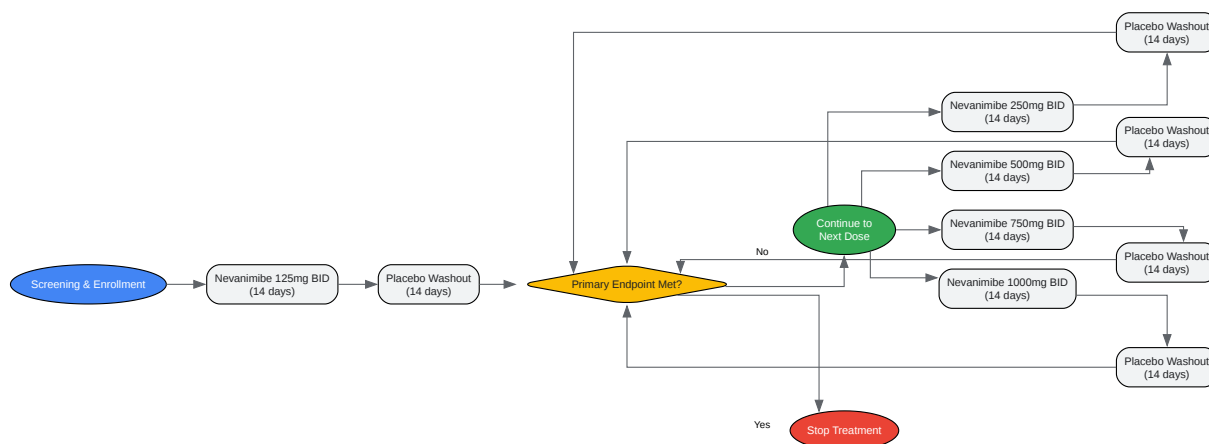 Placebo Washout
(14 days)
Nevanimibe 250mg BID
(14 days)
Placebo Washout
(14 days)
Nevanimibe 500mg BID
(14 days)
Continue to
Next Dose
Nevanimibe 750mg BID
(14 days)
No
Placebo Washout
(14 days)
Screening & Enrollment
Nevanimibe 125mg BID
(14 days)
Placebo Washout
(14 days)
Primary Endpoint Met?
Nevanimibe 1000mg BID
(14 days)
Placebo Washout
(14 days)
Yes
Stop Treatment